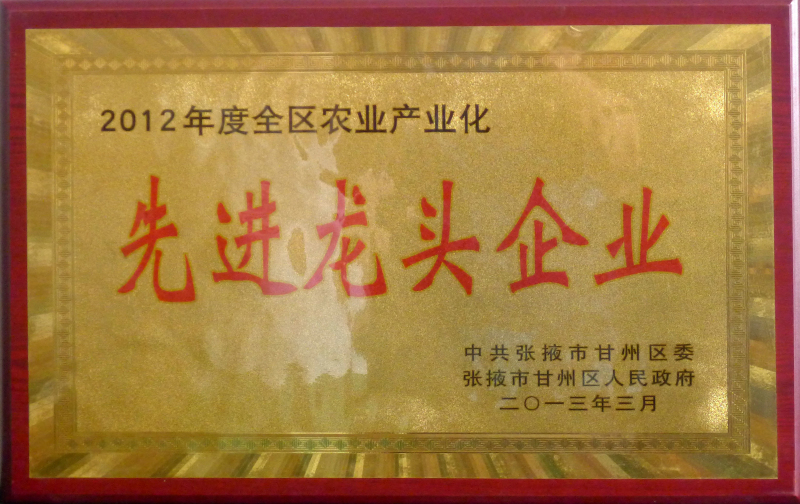 2012年度全区农业产业化
先进龙头企业
中共张掖市甘州区委
张掖市甘州区人民政府
二〇一三年三月